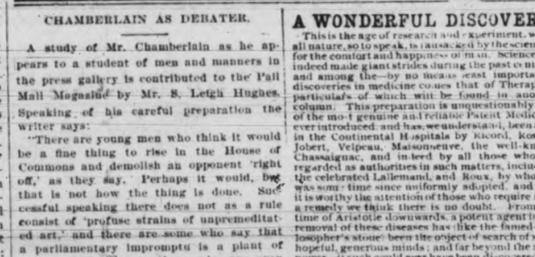 CHAMBERLAIN AS DEBATER.
A study of Mr. Chamberlain as he ap-
pears to a student of men and manners in
the press gallery is contributed to the Pall
Mall Magazine by Mr. S. Leigh Hughes.
Speaking of his careful preparation the
writer says:
"There are young men who think it would
be a fine thing to rise in the House of
Commons and demolish an opponent 'right
off,' as they say. Perhaps it would, but
that is not how the thing is done. Suc-
cessful speaking there does not as a rule
consist of 'profuse strains of unpremeditat-
ed art,' and there are some who say that
a parliamentary impromptu is a plant of
A WONDERFUL DISCOVER
This is the age of research and experiment, w
all nature, so to speak, is ransacked by the scien
for the comfort and happiness of man. Science
indeed made giant strides during the past cent
and among the—by no means least importa
discoveries in medicine comes that of Therap
particulars of which will be found in ano
column. This preparation is unquestionably
of the most genuine and reliable Patent Medic
ever introduced, and has, we understand, been
in the Continental Hospitals by Ricord, Ros
Jobert, Velpeau, Maisonneuve, the well-k
Chassaignac, and indeed by all those who
regarded as authorities in such matters, inclu
the celebrated Lallemand, and Roux, by who
was some time since uniformly adopted, and
it is worthy the attention of those who require
a remedy we think there is no doubt. From
time of Aristotle downwards, a potent agent i
removal of these diseases has (like the famed
losopher's stone) been the object of search of s
hopeful, generous minds; and far beyond the